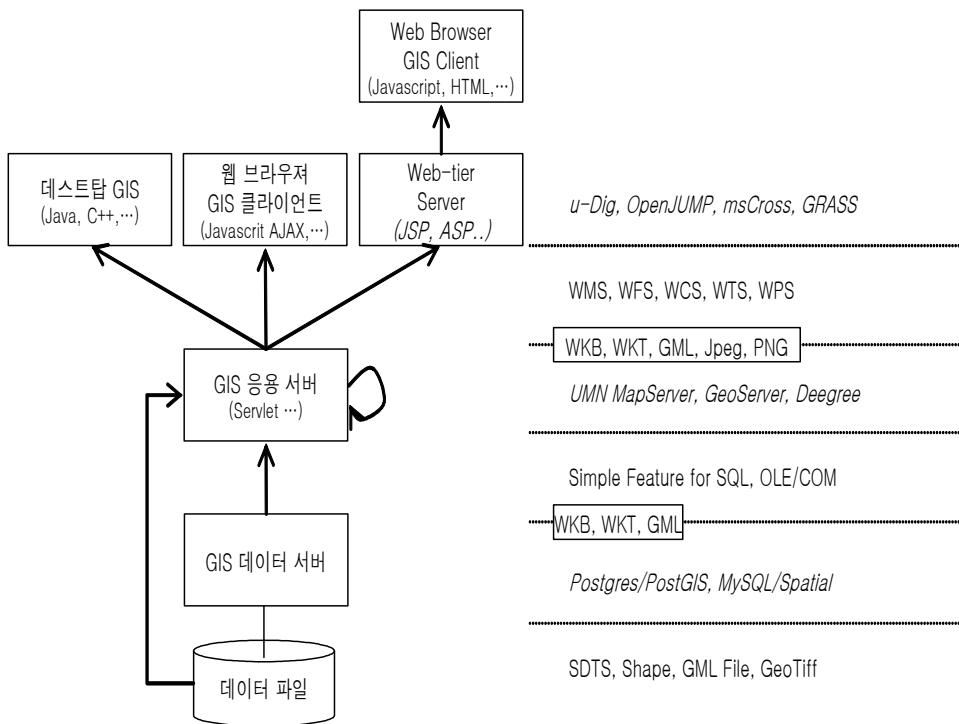 Web Browser
GIS Client
(Javascript, HTML,…)
데스트탑 GIS
(Java, C++,…)
웹 브라우져
GIS 클라이언트
(Javascrit AJAX,…)
Web-tier
Server
(JSP, ASP..)
u-Dig, OpenJUMP, msCross, GRASS
WMS, WFS, WCS, WTS, WPS
WKB, WKT, GML, Jpeg, PNG
GIS 응용 서버
(Servlet …)
UMN MapServer, GeoServer, Deegree
Simple Feature for SQL, OLE/COM
WKB, WKT, GML
GIS 데이터 서버
Postgres/PostGIS, MySQL/Spatial
데이터 파일
SDTS, Shape, GML File, GeoTiff